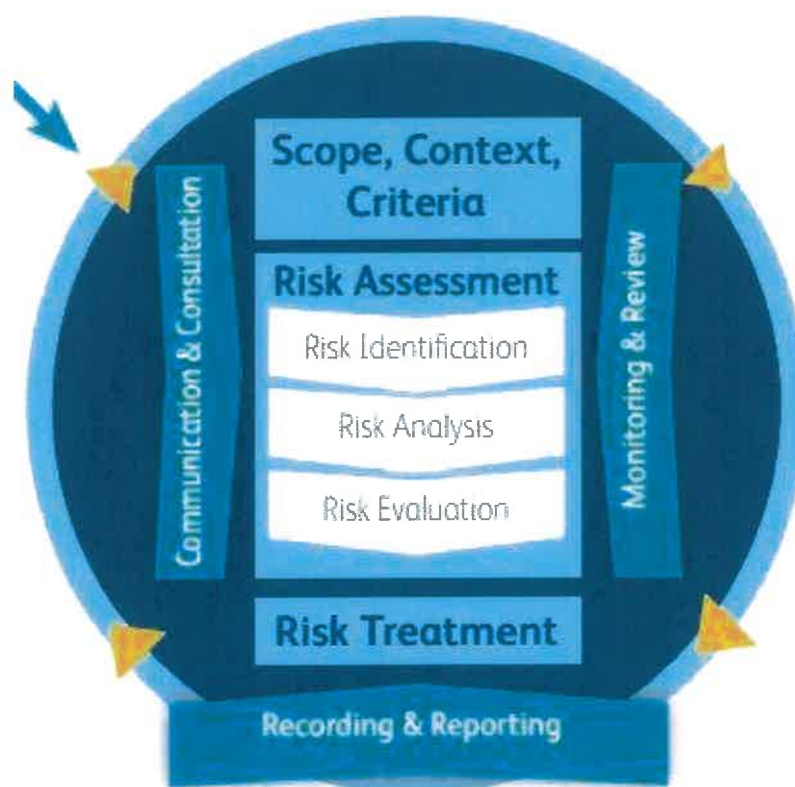 Scope, Context,
Criteria
Communication & Consultation
Risk Assessment
Risk Identification
Risk Analysis
Risk Evaluation
Monitoring & Review
Risk Treatment
Recording & Reporting